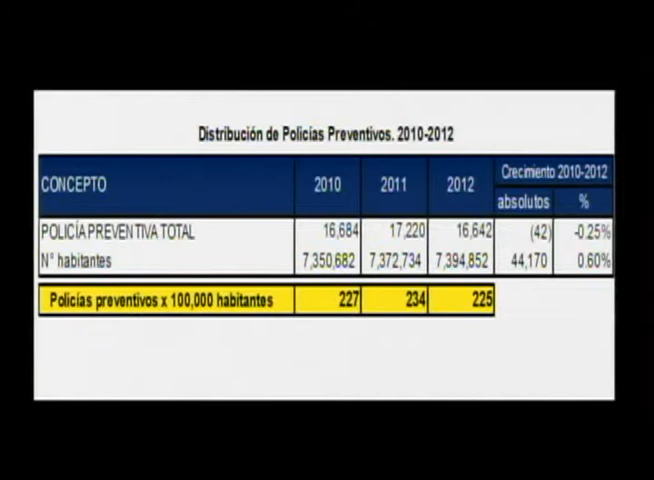 Distribución de Policías Preventivos. 2010-2012
CONCEPTO 2010 2011 2012 Crecimiento 2010-2012
absolutos %
POLICÍA PREVENTIVA TOTAL 16,684 17,220 16,642 (42) -0.25%
N° habitantes 7,350,682 7,372,734 7,394,852 44,170 0.60%
Policías preventivos x 100,000 habitantes 227 234 225